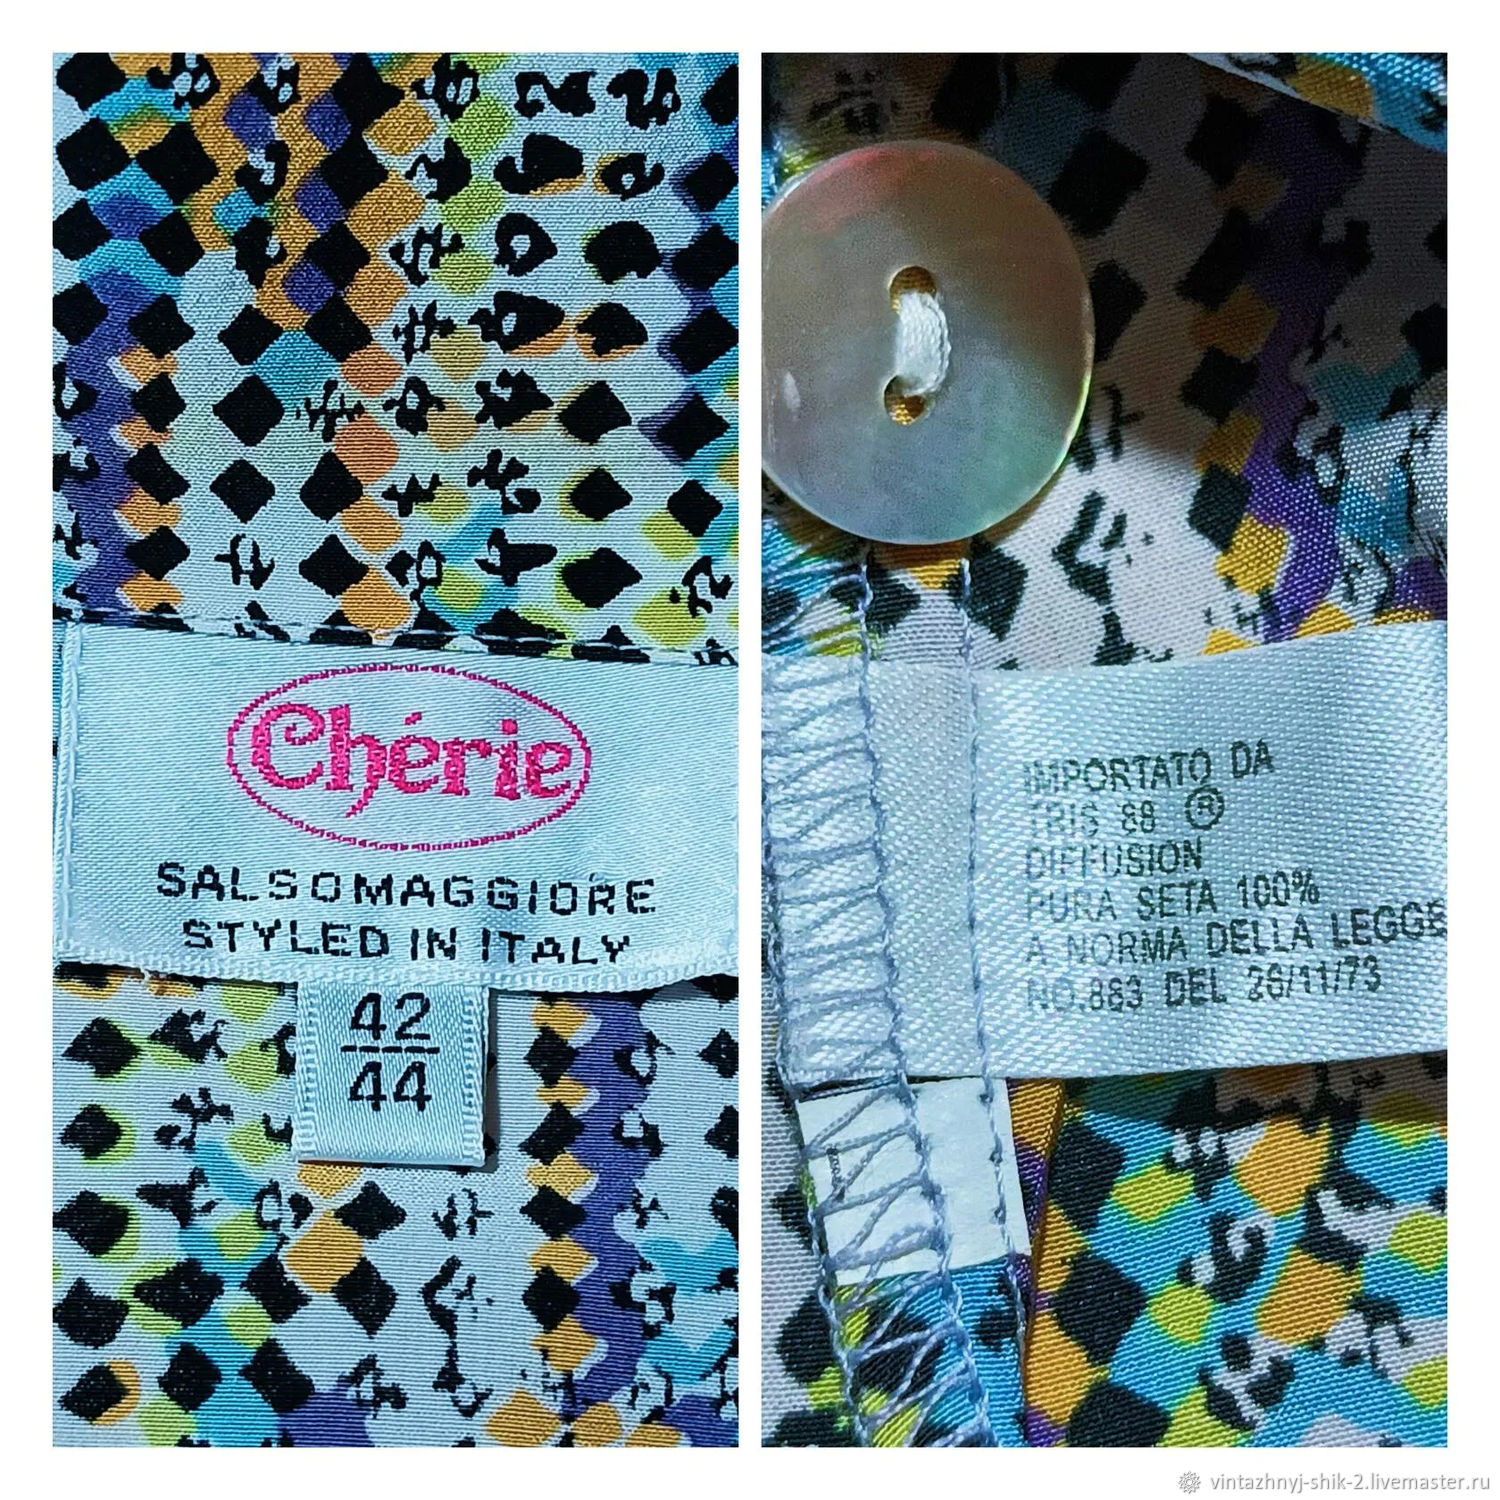 Chérie
SALSOMAGGIORE
STYLED IN ITALY
42
44
IMPORTATO DA
TRIS 88 ®
DIFFUSION
PURA SETA 100%
A NORMA DELLA LEGGE
NO.883 DEL 26/11/73
vintazhnyj-shik-2.livemaster.ru